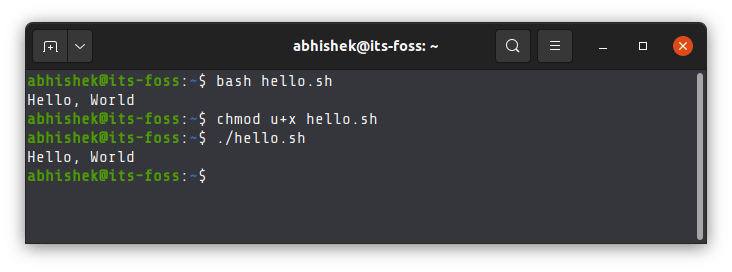 abhishek@its-foss: ~
abhishek@its-foss:~$ bash hello.sh
Hello, World
abhishek@its-foss:~$ chmod u+x hello.sh
abhishek@its-foss:~$ ./hello.sh
Hello, World
abhishek@its-foss:~$